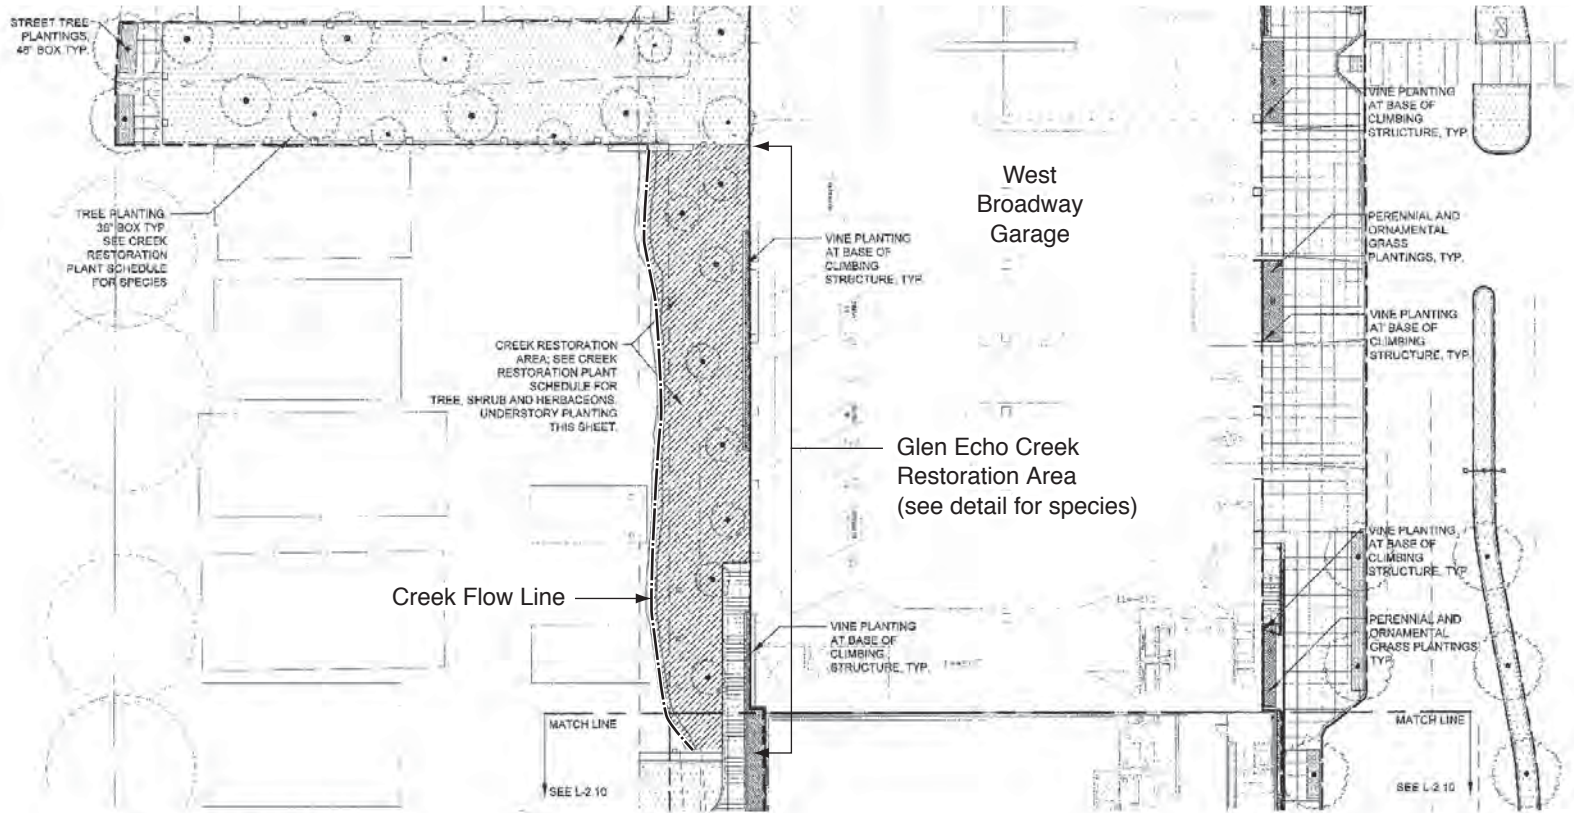 STREET TREE
PLANTINGS,
48" BOX TYP.
TREE PLANTING
36" BOX TYP
SEE CREEK
RESTORATION
PLANT SCHEDULE
FOR SPECIES
CREEK RESTORATION
AREA; SEE CREEK
RESTORATION PLANT
SCHEDULE FOR
TREE, SHRUB AND HERBACEONS.
UNDERSTORY PLANTING
THIS SHEET.
Creek Flow Line
MATCH LINE
SEE L-2.10
VINE PLANTING
AT BASE OF
CLIMBING
STRUCTURE, TYP.
West
Broadway
Garage
Glen Echo Creek
Restoration Area
(see detail for species)
VINE PLANTING
AT BASE OF
CLIMBING
STRUCTURE, TYP.
VINE PLANTING
AT BASE OF
CLIMBING
STRUCTURE, TYP.
PERENNIAL AND
ORNAMENTAL
GRASS
PLANTINGS, TYP.
VINE PLANTING
AT BASE OF
CLIMBING
STRUCTURE, TYP.
VINE PLANTING
AT BASE OF
CLIMBING
STRUCTURE, TYP
PERENNIAL AND
ORNAMENTAL
GRASS PLANTINGS
TYP.
MATCH LINE
SEE L-2.10